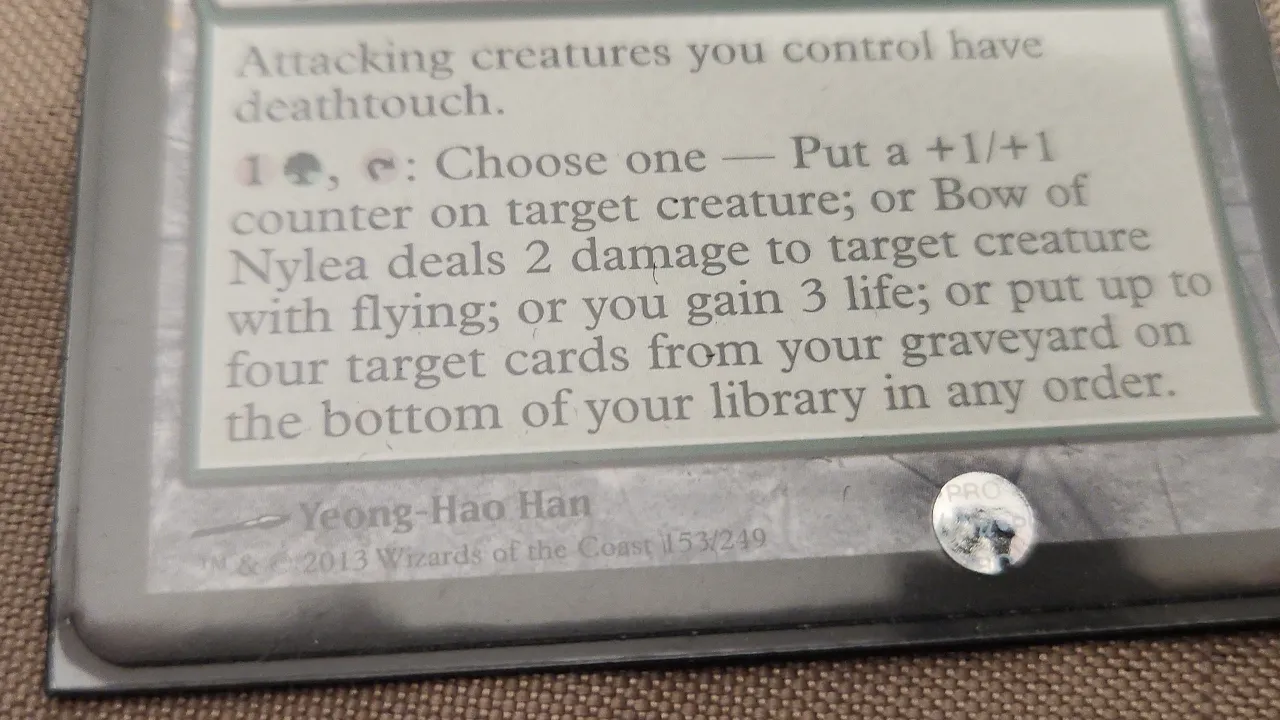 Attacking creatures you control have
deathtouch.
1 , : Choose one — Put a +1/+1
counter on target creature; or Bow of
Nylea deals 2 damage to target creature
with flying; or you gain 3 life; or put up to
four target cards from your graveyard on
the bottom of your library in any order.
Yeong-Hao Han
™ & © 2013 Wizards of the Coast 153/249
PRO